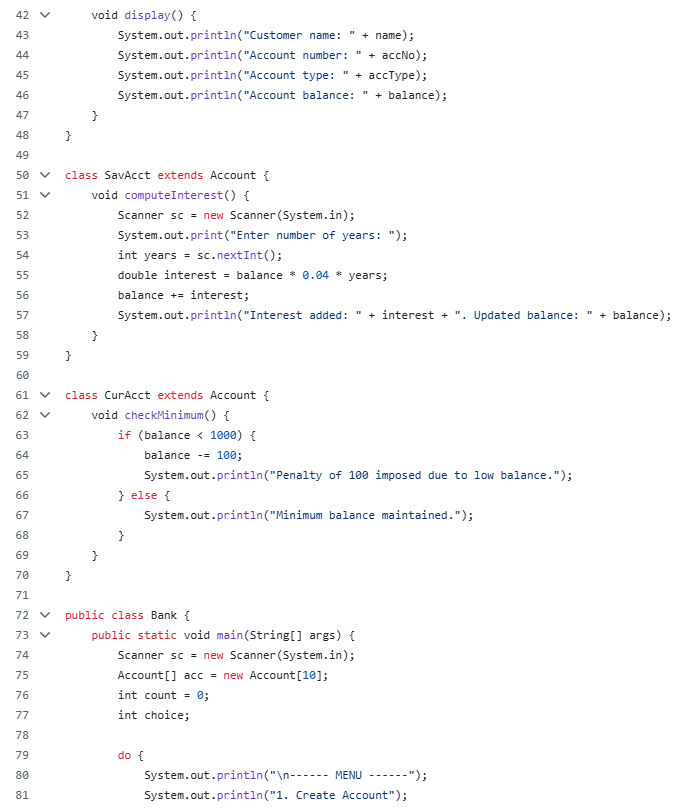 42 void display() {
43 System.out.println("Customer name: " + name);
44 System.out.println("Account number: " + accNo);
45 System.out.println("Account type: " + accType);
46 System.out.println("Account balance: " + balance);
47 }
48 }
49
50 class SavAcct extends Account {
51 void computeInterest() {
52 Scanner sc = new Scanner(System.in);
53 System.out.print("Enter number of years: ");
54 int years = sc.nextInt();
55 double interest = balance * 0.04 * years;
56 balance += interest;
57 System.out.println("Interest added: " + interest + ". Updated balance: " + balance);
58 }
59 }
60
61 class CurAcct extends Account {
62 void checkMinimum() {
63 if (balance < 1000) {
64 balance -= 100;
65 System.out.println("Penalty of 100 imposed due to low balance.");
66 } else {
67 System.out.println("Minimum balance maintained.");
68 }
69 }
70 }
71
72 public class Bank {
73 public static void main(String[] args) {
74 Scanner sc = new Scanner(System.in);
75 Account[] acc = new Account[10];
76 int count = 0;
77 int choice;
78
79 do {
80 System.out.println("\n------ MENU ------");
81 System.out.println("1. Create Account");